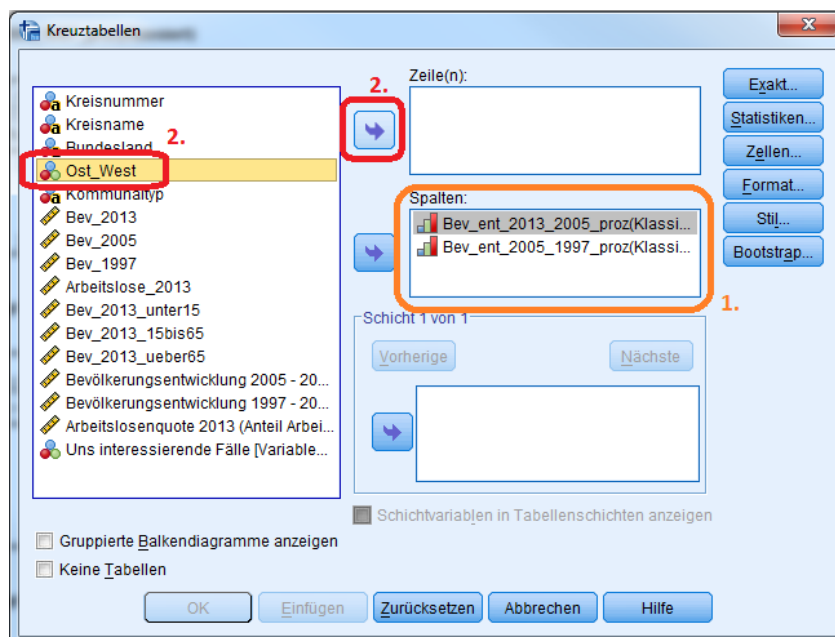 Kreuztabellen
Kreisnummer
Kreisname
Bundesland
2.
Ost_West
Kommunaltyp
Bev_2013
Bev_2005
Bev_1997
Arbeitslose_2013
Bev_2013_unter15
Bev_2013_15bis65
Bev_2013_ueber65
Bevölkerungsentwicklung 2005 - 20...
Bevölkerungsentwicklung 1997 - 20...
Arbeitslosenquote 2013 (Anteil Arbei...
Uns interessierende Fälle [Variable...
2.
Zeile(n):
Spalten:
Bev_ent_2013_2005_proz(Klassi...
Bev_ent_2005_1997_proz(Klassi...
1.
Schicht 1 von 1
Vorherige
Nächste
Schichtvariablen in Tabellenschichten anzeigen
Exakt...
Statistiken...
Zellen...
Format...
Stil...
Bootstrap...
Gruppierte Balkendiagramme anzeigen
Keine Tabellen
OK
Einfügen
Zurücksetzen
Abbrechen
Hilfe